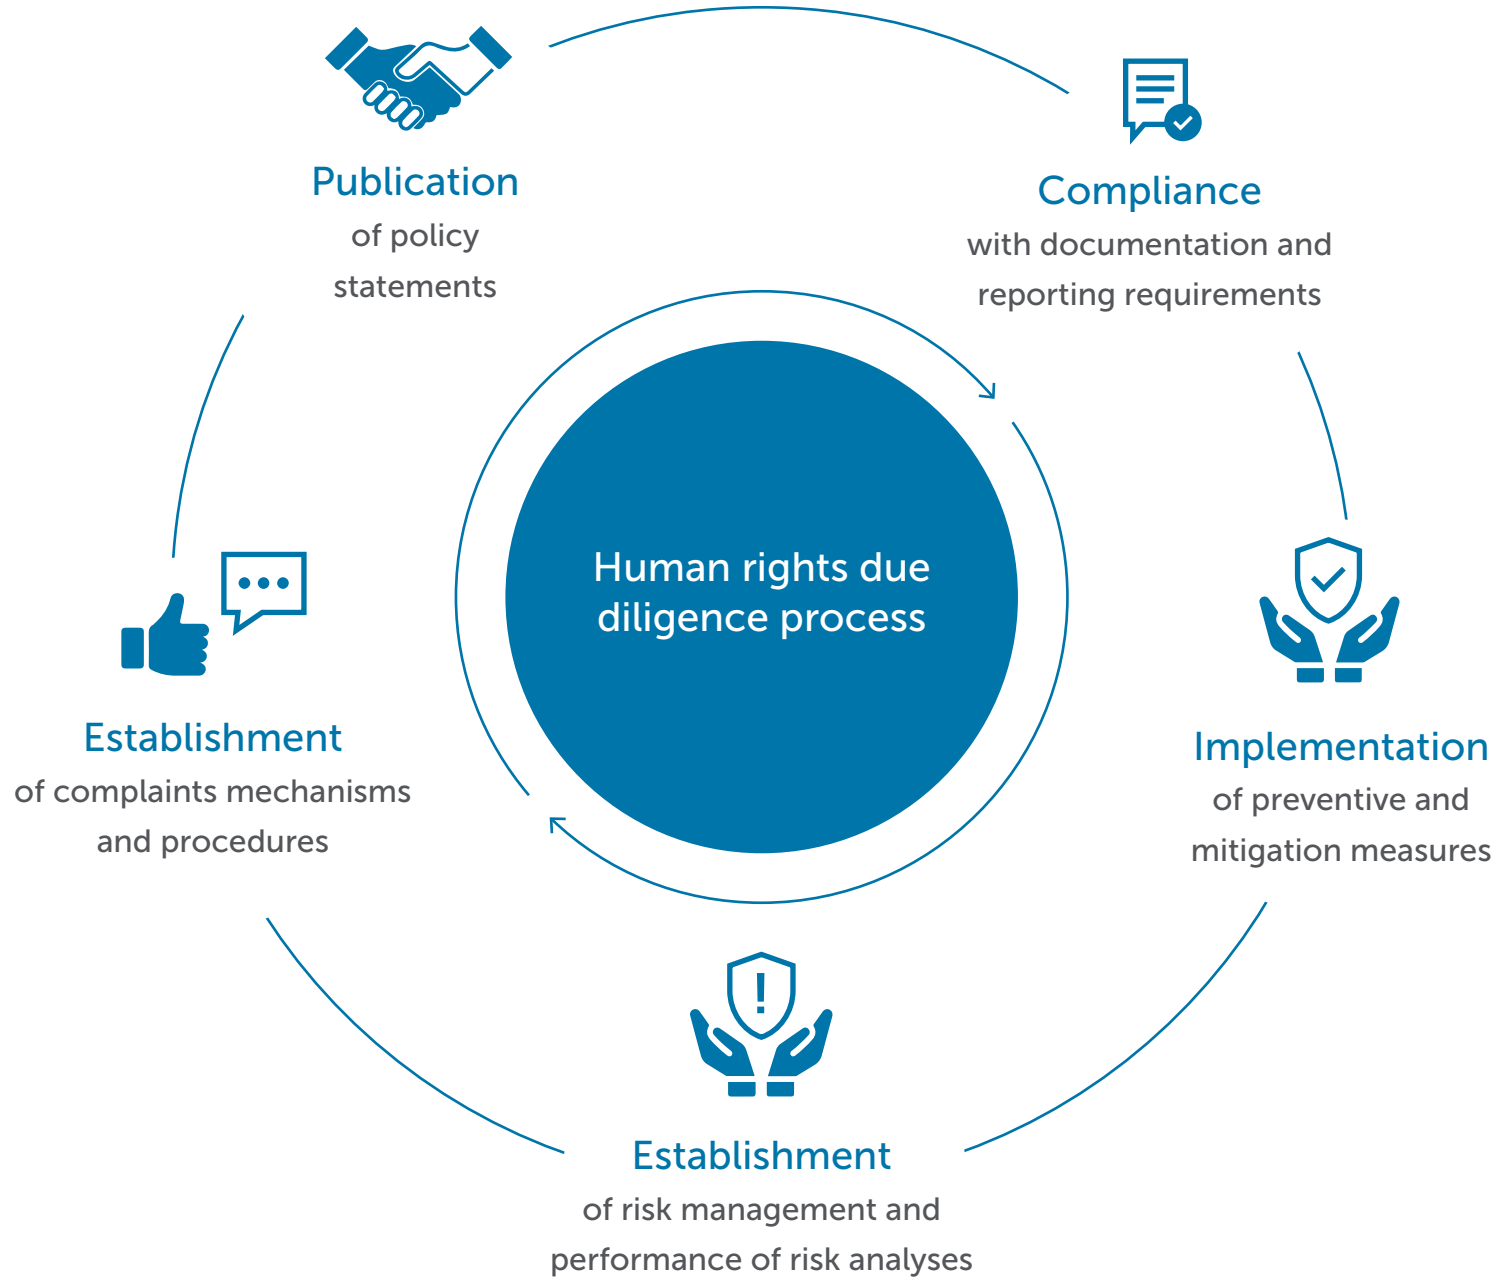 Publication
of policy
statements
Compliance
with documentation and
reporting requirements
Human rights due
diligence process
Establishment
of complaints mechanisms
and procedures
Implementation
of preventive and
mitigation measures
Establishment
of risk management and
performance of risk analyses